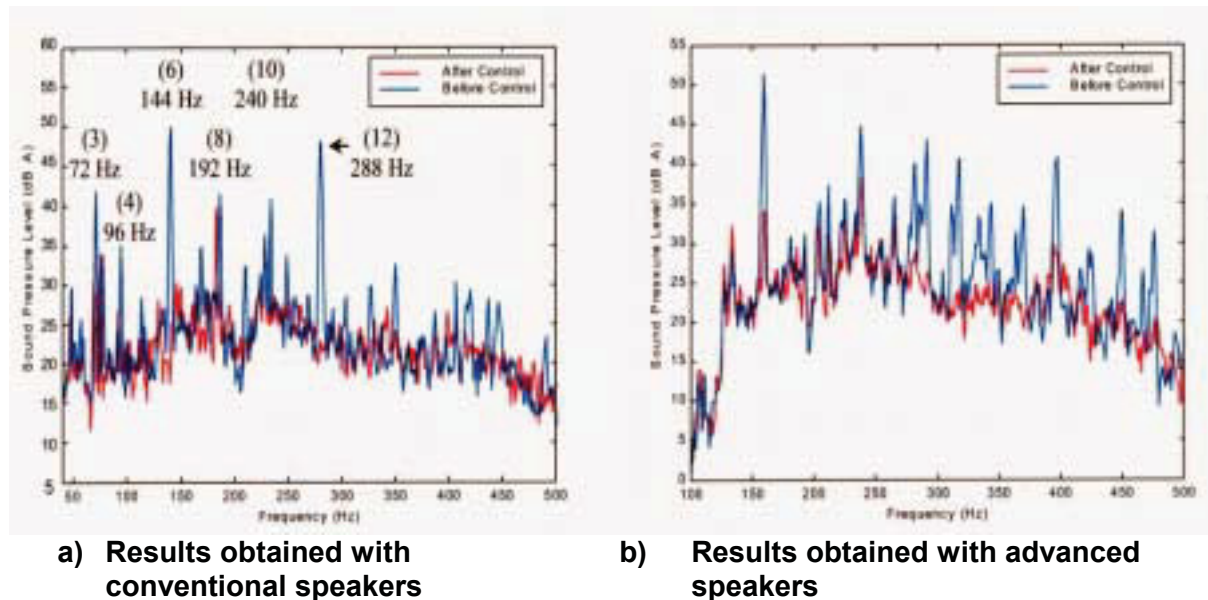 60
55
50
45
40
35
30
25
20
15
10
5
Sound Pressure Level (dB A)
(6)
144 Hz
(10)
240 Hz
After Control
Before Control
(3)
72 Hz
(8)
192 Hz
(12)
288 Hz
(4)
96 Hz
50 100 150 200 250 300 350 400 450 500
Frequency (Hz)
55
50
45
40
35
30
25
20
15
10
5
0
Sound Pressure Level (dB A)
After Control
Before Control
100 150 200 250 300 350 400 450 500
Frequency (Hz)
a) Results obtained with
conventional speakers
b) Results obtained with advanced
speakers